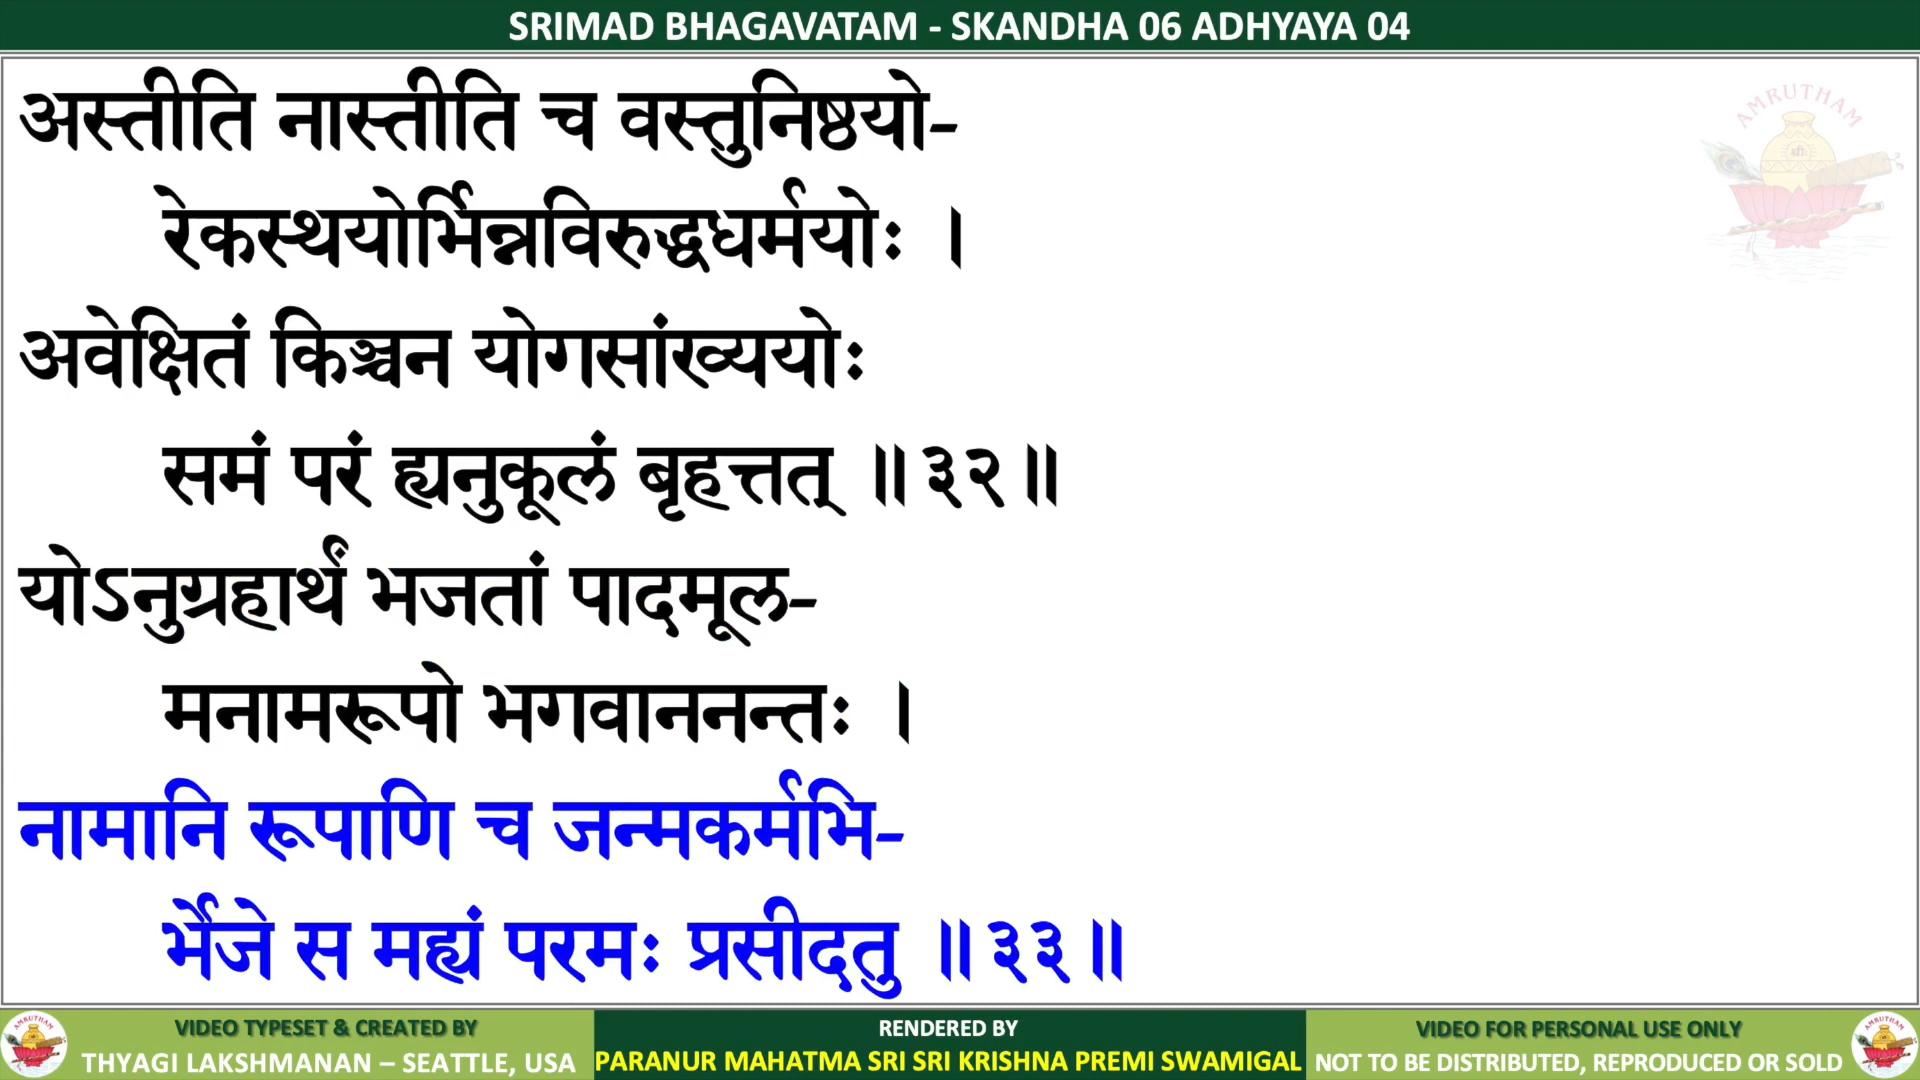 SRIMAD BHAGAVATAM - SKANDHA 06 ADHYAYA 04
AMRUTHAM
श्रीः
अस्तीति नास्तीति च वस्तुनिष्ठयो-
रेकस्थयोर्भिन्नविरुद्धधर्मयोः ।
अवेक्षितं किञ्चन योगसांख्ययोः
समं परं ह्यनुकूलं बृहत्तत् ॥३२॥
योऽनुग्रहार्थं भजतां पादमूल-
मनामरूपो भगवाननन्तः ।
नामानि रूपाणि च जन्मकर्मभि-
र्भेजे स मह्यं परमः प्रसीदतु ॥३३॥
AMRUTHAM
VIDEO TYPESET & CREATED BY
THYAGI LAKSHMANAN – SEATTLE, USA
RENDERED BY
PARANUR MAHATMA SRI SRI KRISHNA PREMI SWAMIGAL
VIDEO FOR PERSONAL USE ONLY
NOT TO BE DISTRIBUTED, REPRODUCED OR SOLD
AMRUTHAM